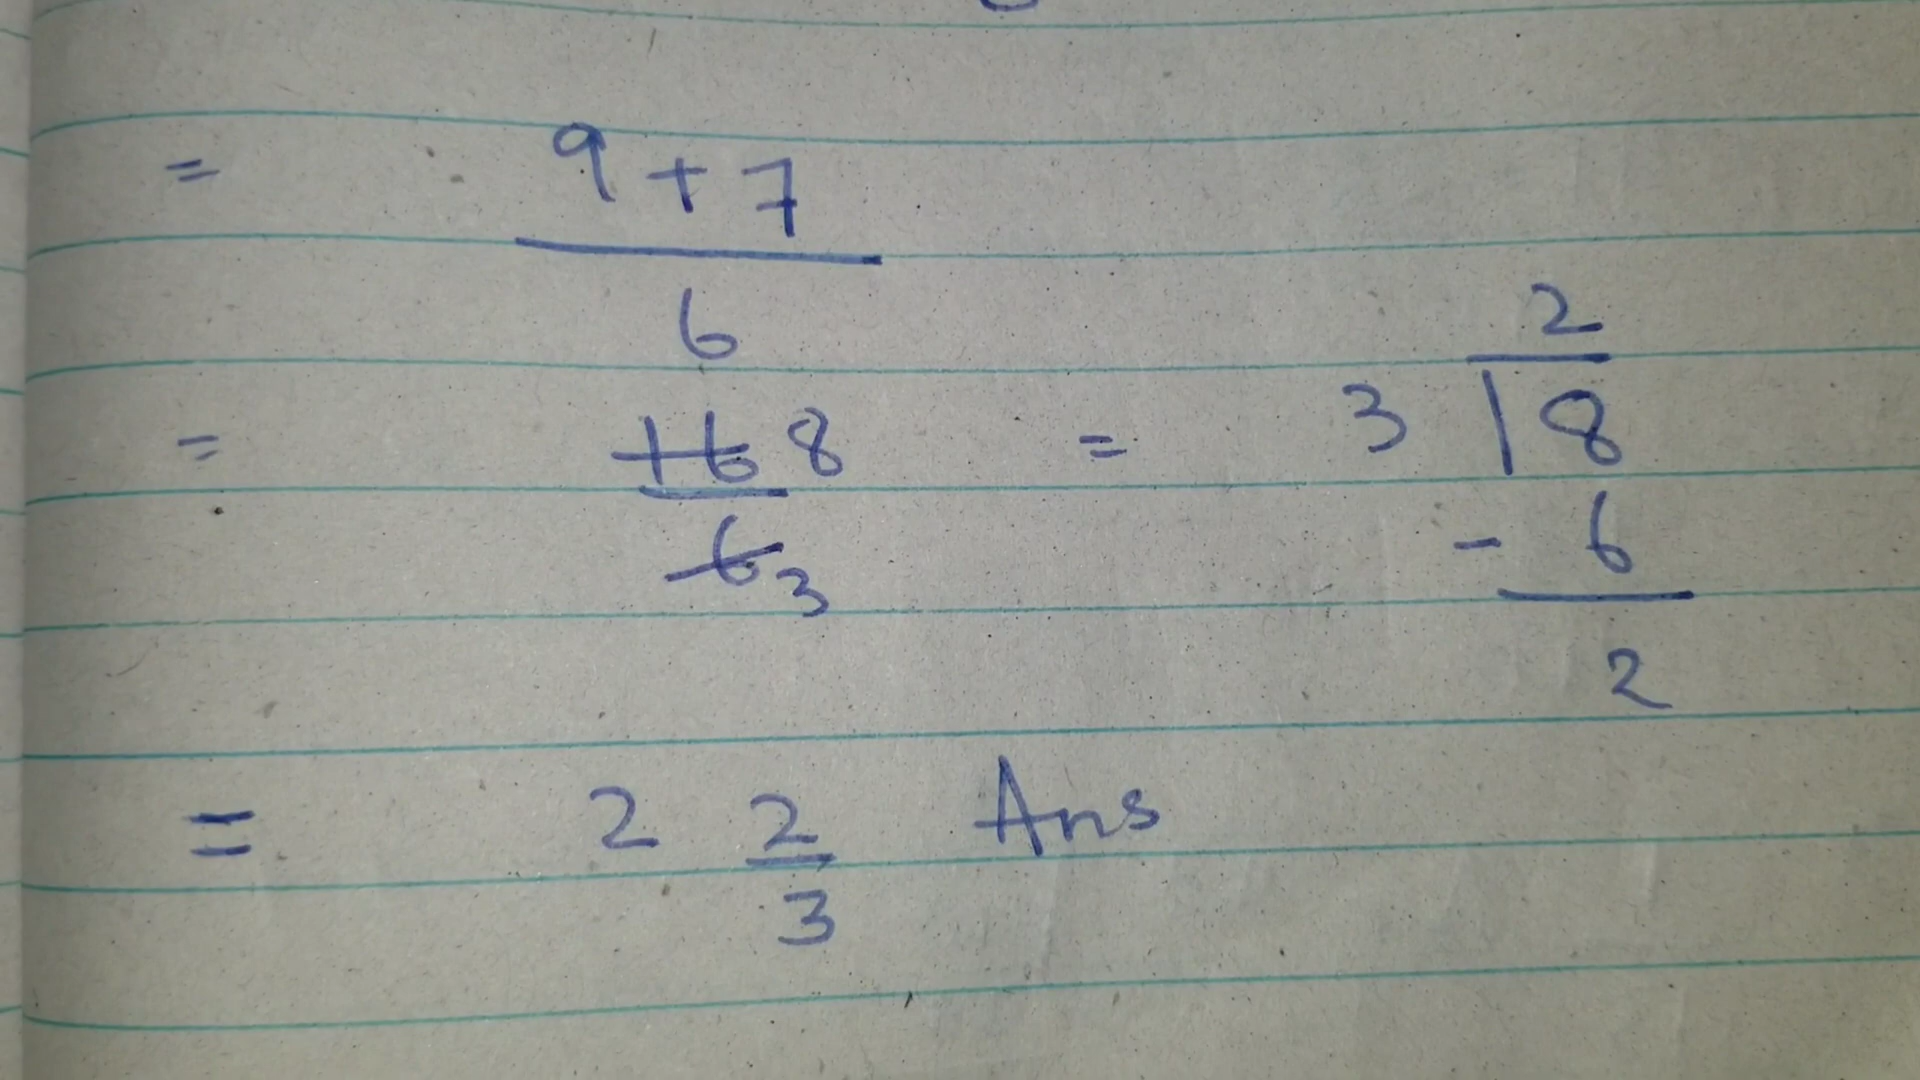 = 9 + 7
6
2
= 16 8 = 3 | 8
6 3 - 6
2
= 2 2 Ans
3